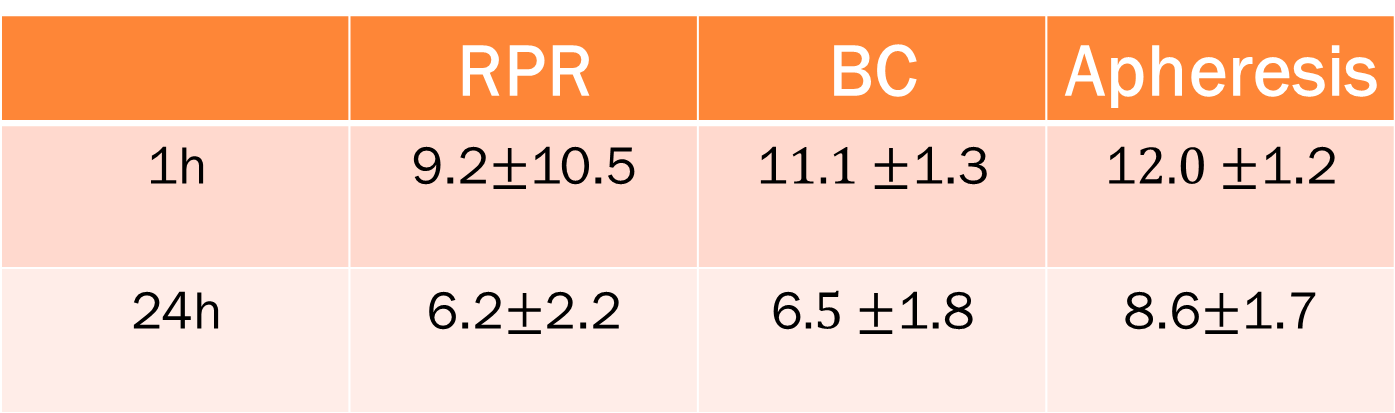 RPR BC Apheresis
1h 9.2±10.5 11.1 ±1.3 12.0 ±1.2
24h 6.2±2.2 6.5 ±1.8 8.6±1.7